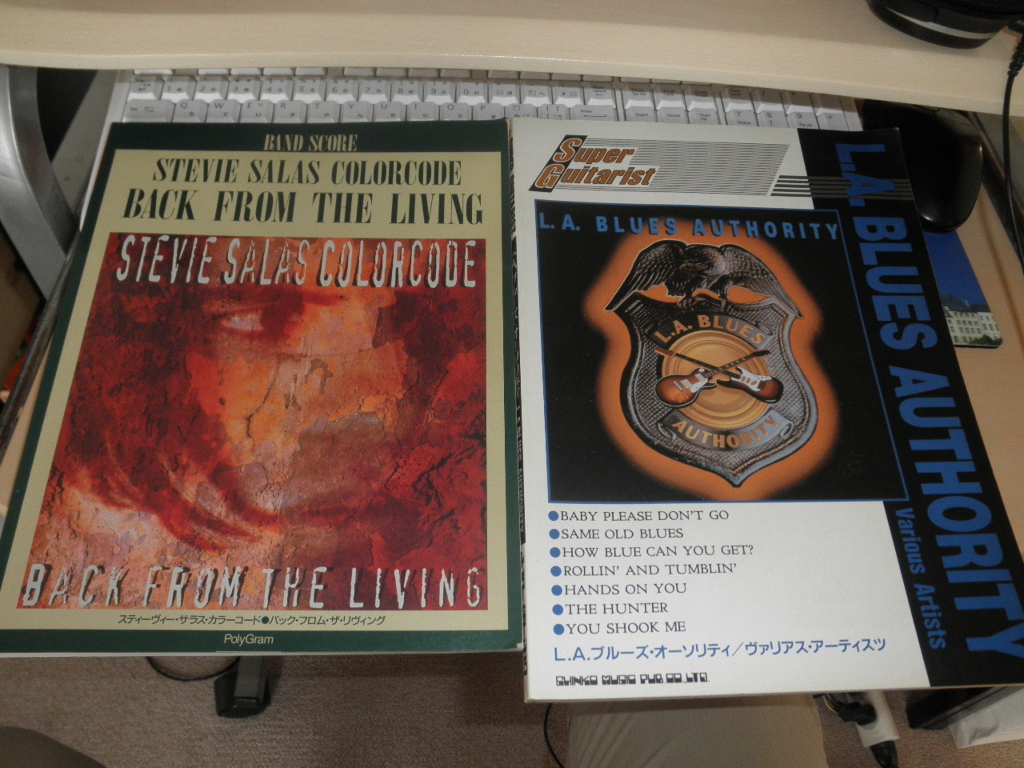 BAND SCORE
STEVIE SALAS COLORCODE
BACK FROM THE LIVING
STEVIE SALAS COLORCODE
BACK FROM THE LIVING
スティーヴィー・サラス・カラーコード●バック・フロム・ザ・リヴィング
PolyGram
Super
Guitarist
L.A. BLUES AUTHORITY
L.A. BLUES
AUTHORITY
●BABY PLEASE DON'T GO
●SAME OLD BLUES
●HOW BLUE CAN YOU GET?
●ROLLIN' AND TUMBLIN'
●HANDS ON YOU
●THE HUNTER
●YOU SHOOK ME
L.A.ブルーズ・オーソリティ/ヴァリアス・アーティスツ
SHINKO MUSIC PUB CO.,LTD.
L.A. BLUES AUTHORITY
Various Artists